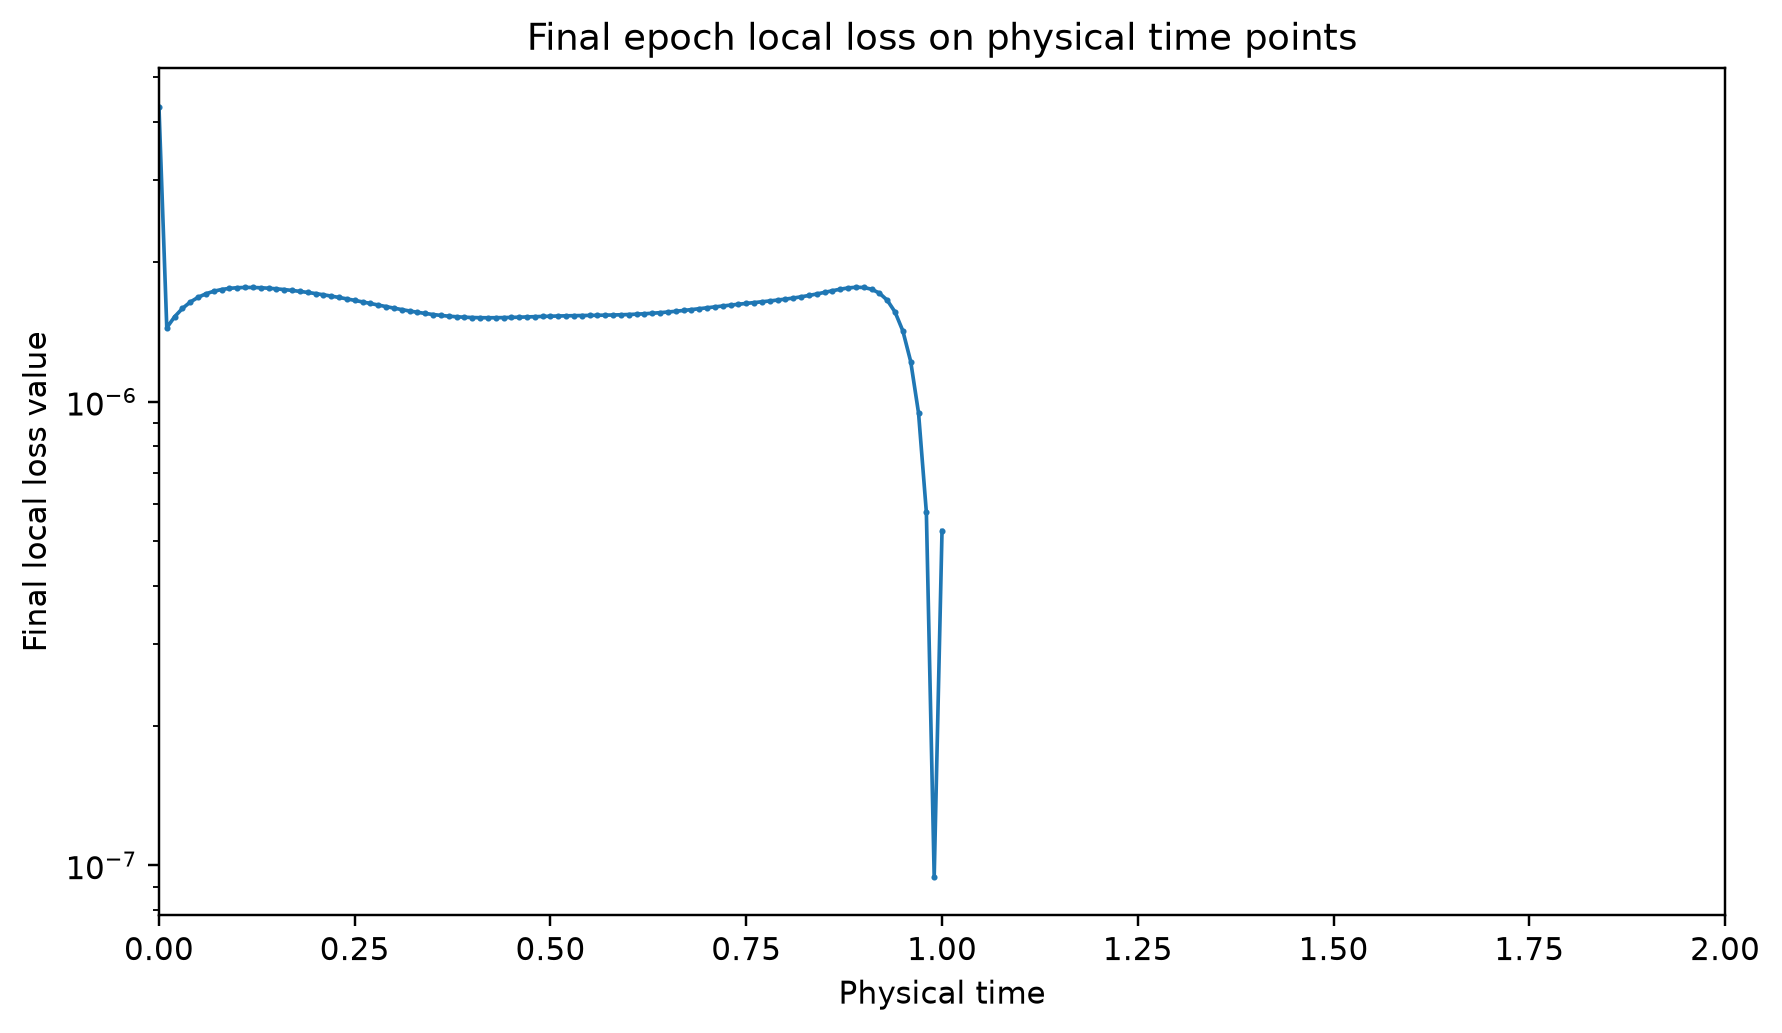 Final epoch local loss on physical time points
Final local loss value
10⁻⁶
10⁻⁷
0.00 0.25 0.50 0.75 1.00 1.25 1.50 1.75 2.00
Physical time